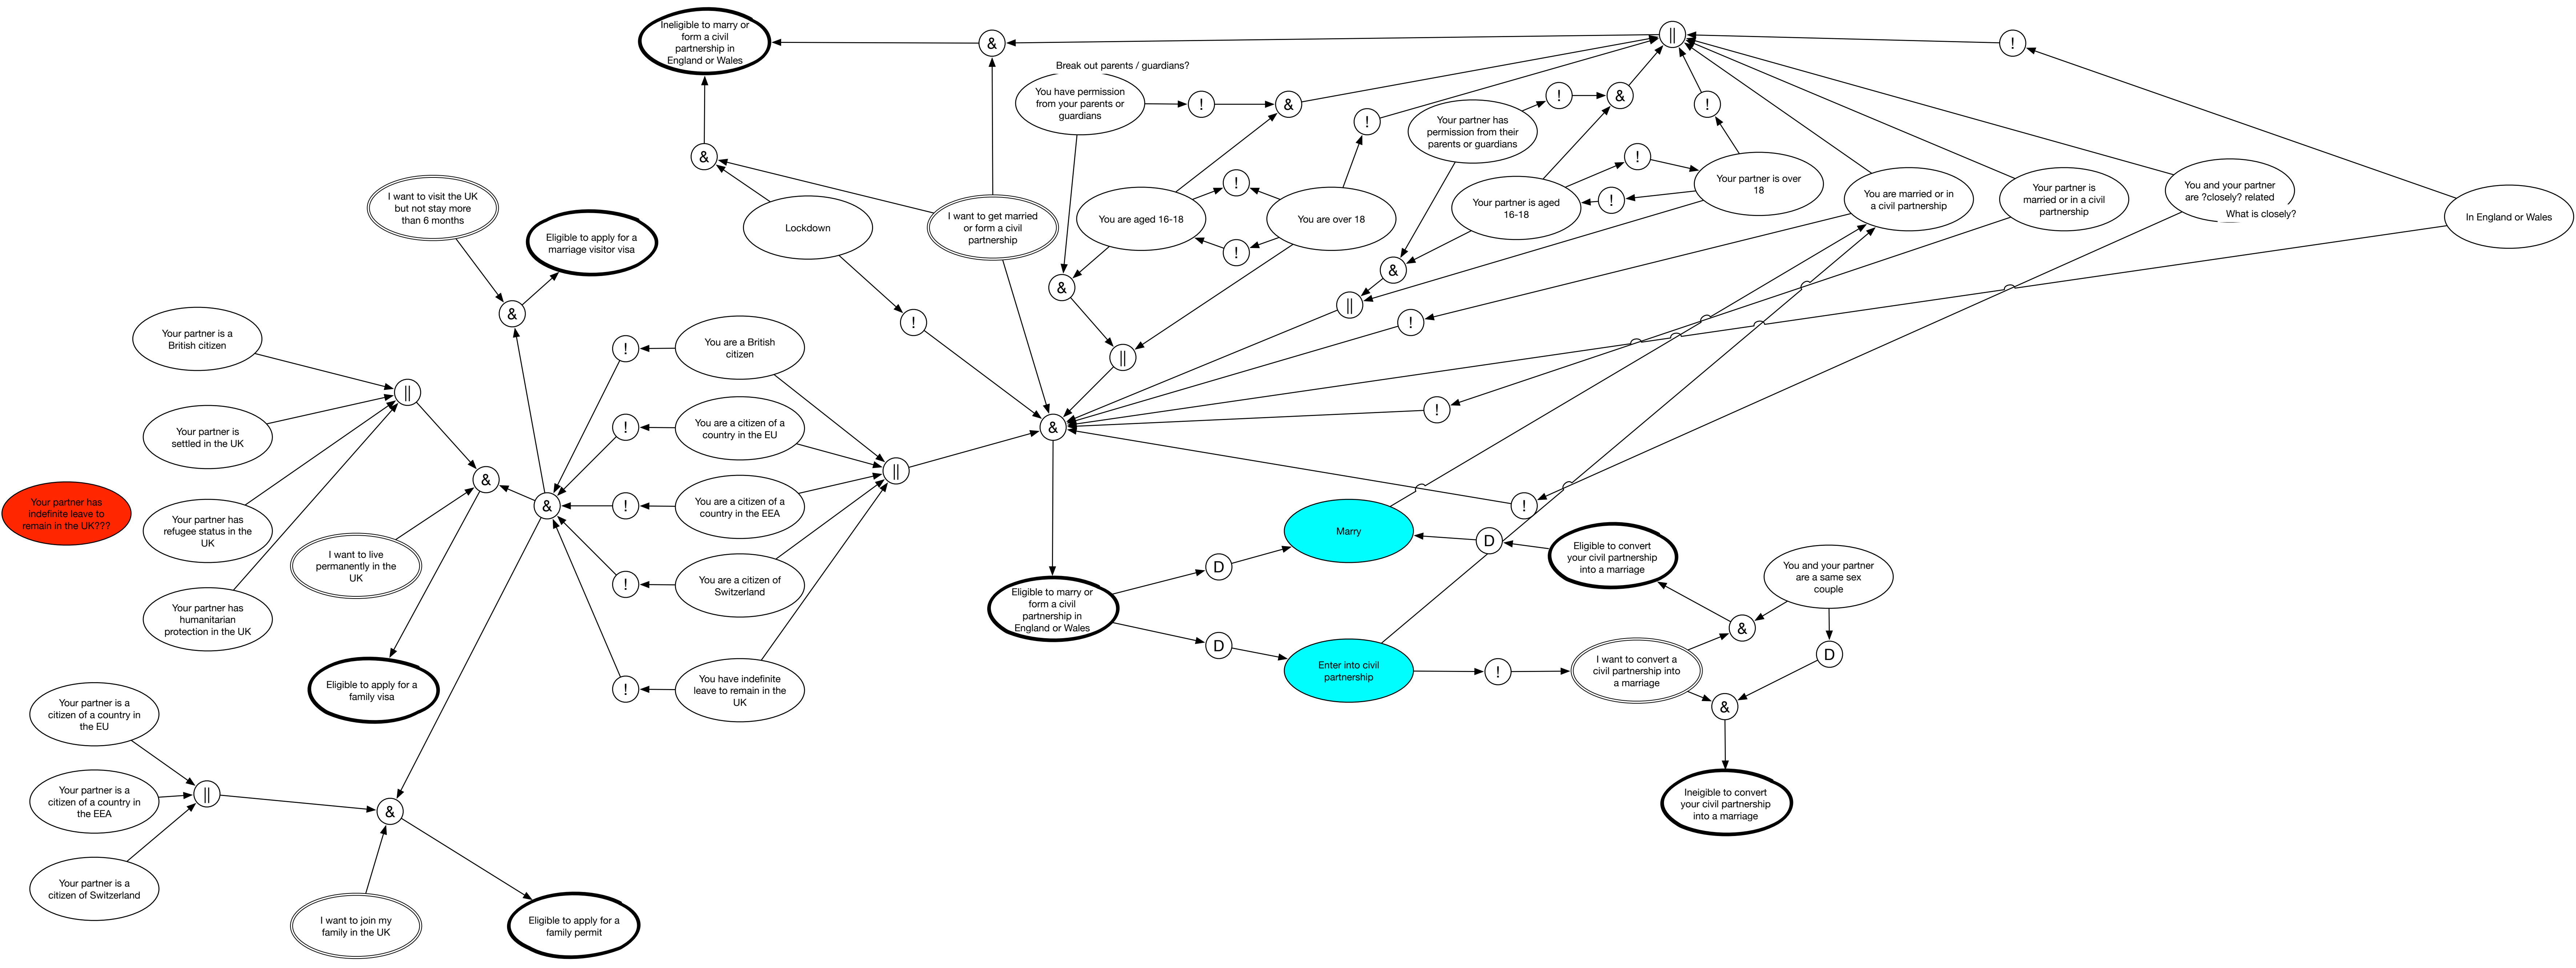 Ineligible to marry or
form a civil
partnership in
England or Wales
&
||
!
Break out parents / guardians?
You have permission
from your parents or
guardians
!
&
!
Your partner has
permission from their
parents or guardians
!
&
!
&
I want to visit the UK
but not stay more
than 6 months
Eligible to apply for a
marriage visitor visa
Lockdown
I want to get married
or form a civil
partnership
You are aged 16-18
!
!
You are over 18
Your partner is aged
16-18
!
!
Your partner is over
18
You are married or in
a civil partnership
Your partner is
married or in a civil
partnership
You and your partner
are ?closely? related
What is closely?
In England or Wales
&
&
||
!
&
!
||
Your partner is a
British citizen
!
You are a British
citizen
||
Your partner is
settled in the UK
!
You are a citizen of a
country in the EU
&
!
||
&
Your partner has
indefinite leave to
remain in the UK???
Your partner has
refugee status in the
UK
&
!
You are a citizen of a
country in the EEA
!
Marry
D
Eligible to convert
your civil partnership
into a marriage
I want to live
permanently in the
UK
!
You are a citizen of
Switzerland
D
You and your partner
are a same sex
couple
Your partner has
humanitarian
protection in the UK
Eligible to marry or
form a civil
partnership in
England or Wales
D
&
D
Enter into civil
partnership
!
I want to convert a
civil partnership into
a marriage
Eligible to apply for a
family visa
!
You have indefinite
leave to remain in the
UK
&
Your partner is a
citizen of a country in
the EU
||
Your partner is a
citizen of a country in
the EEA
&
Ineigible to convert
your civil partnership
into a marriage
Your partner is a
citizen of Switzerland
I want to join my
family in the UK
Eligible to apply for a
family permit